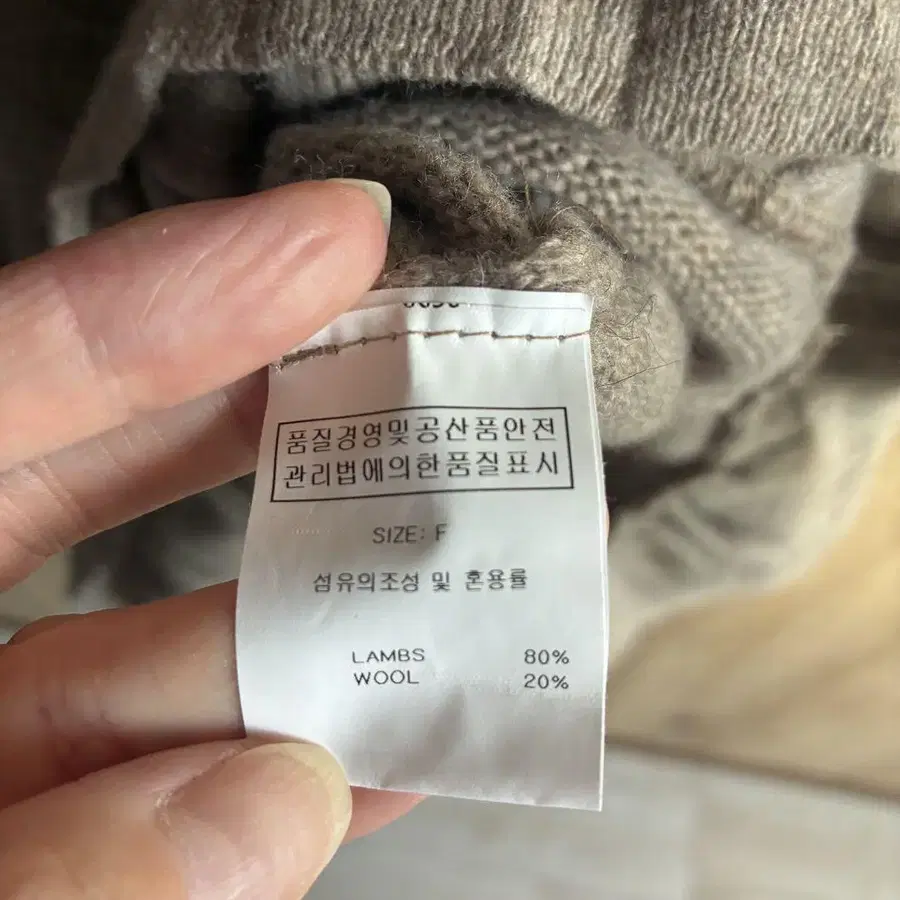 품질경영및공산품안전
관리법에의한품질표시
SIZE: F
섬유의조성 및 혼용률
LAMBS 80%
WOOL 20%